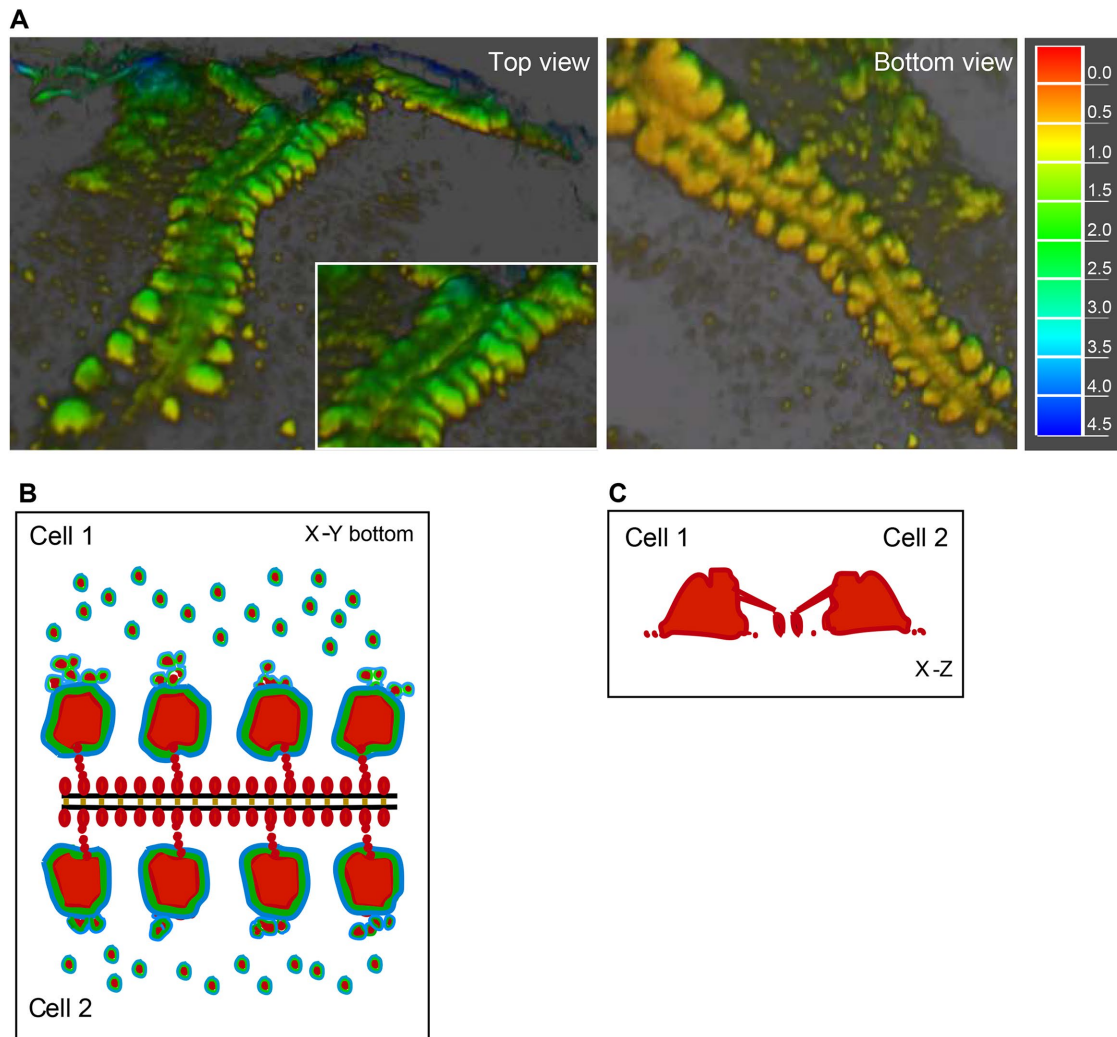 A
Top view
Bottom view
0.0
0.5
1.0
1.5
2.0
2.5
3.0
3.5
4.0
4.5
B
Cell 1
X-Y bottom
Cell 2
C
Cell 1
Cell 2
X-Z